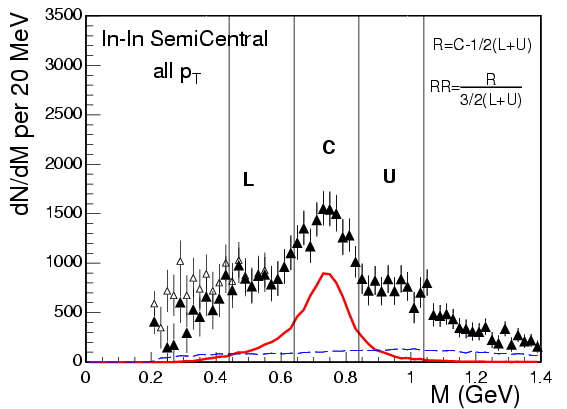 dN/dM per 20 MeV
3500
3000
2500
2000
1500
1000
500
0
In-In SemiCentral
all pT
R=C-1/2(L+U)
RR= R
3/2(L+U)
L
C
U
0 0.2 0.4 0.6 0.8 1 1.2 1.4
M (GeV)